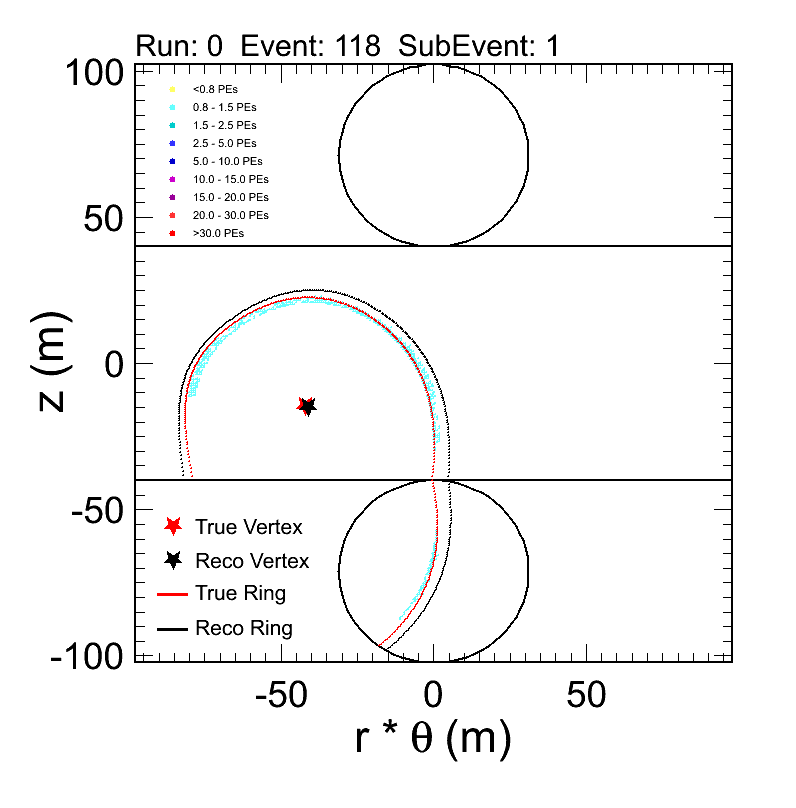 Run: 0  Event: 118  SubEvent: 1
100
<0.8 PEs
0.8 - 1.5 PEs
1.5 - 2.5 PEs
2.5 - 5.0 PEs
5.0 - 10.0 PEs
10.0 - 15.0 PEs
15.0 - 20.0 PEs
20.0 - 30.0 PEs
>30.0 PEs
50
0
z (m)
-50
True Vertex
Reco Vertex
True Ring
Reco Ring
-100
-50 0 50
r * θ (m)